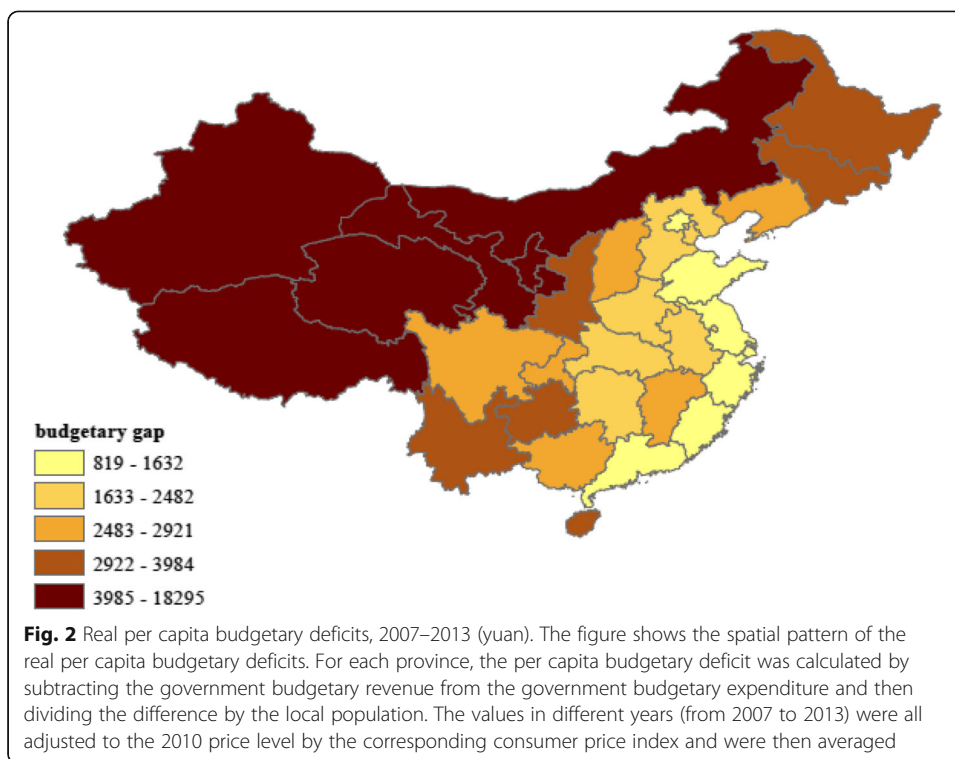 budgetary gap
819 - 1632
1633 - 2482
2483 - 2921
2922 - 3984
3985 - 18295
Fig. 2 Real per capita budgetary deficits, 2007–2013 (yuan). The figure shows the spatial pattern of the
real per capita budgetary deficits. For each province, the per capita budgetary deficit was calculated by
subtracting the government budgetary revenue from the government budgetary expenditure and then
dividing the difference by the local population. The values in different years (from 2007 to 2013) were all
adjusted to the 2010 price level by the corresponding consumer price index and were then averaged